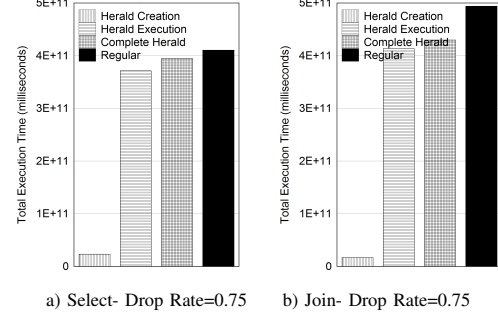 5E+11
4E+11
3E+11
2E+11
1E+11
0
Total Execution Time (milliseconds)
Herald Creation
Herald Execution
Complete Herald
Regular
a) Select- Drop Rate=0.75
5E+11
4E+11
3E+11
2E+11
1E+11
0
Total Execution Time (milliseconds)
Herald Creation
Herald Execution
Complete Herald
Regular
b) Join- Drop Rate=0.75